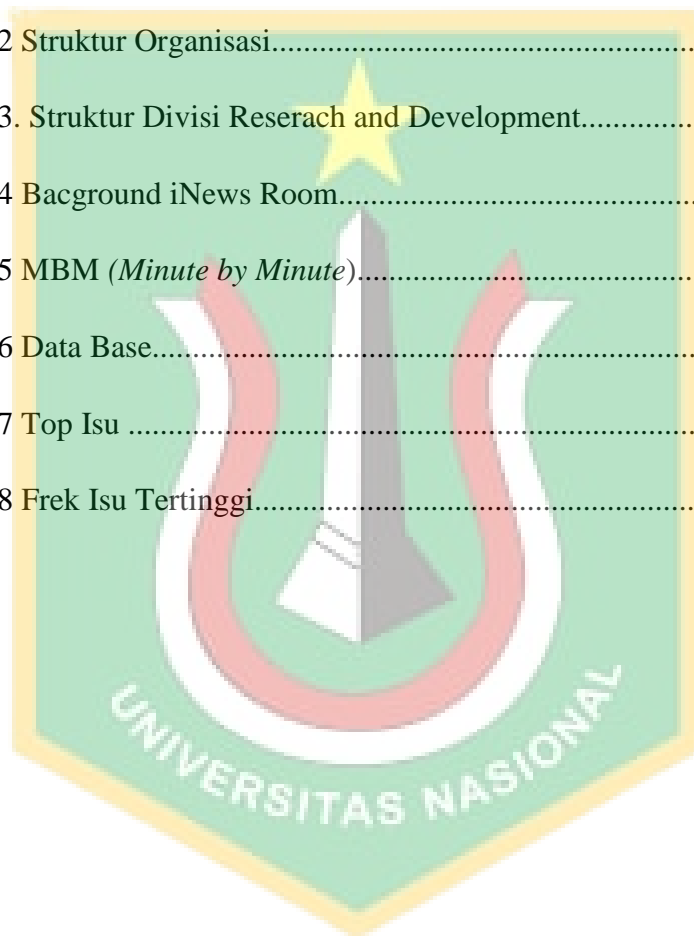 2 Struktur Organisasi.......................................................
3. Struktur Divisi Reserach and Development..............
4 Bacground iNews Room.............................................
5 MBM (Minute by Minute)..........................................
6 Data Base....................................................................
7 Top Isu .......................................................................
8 Frek Isu Tertinggi.......................................................
UNIVERSITAS NASIONAL